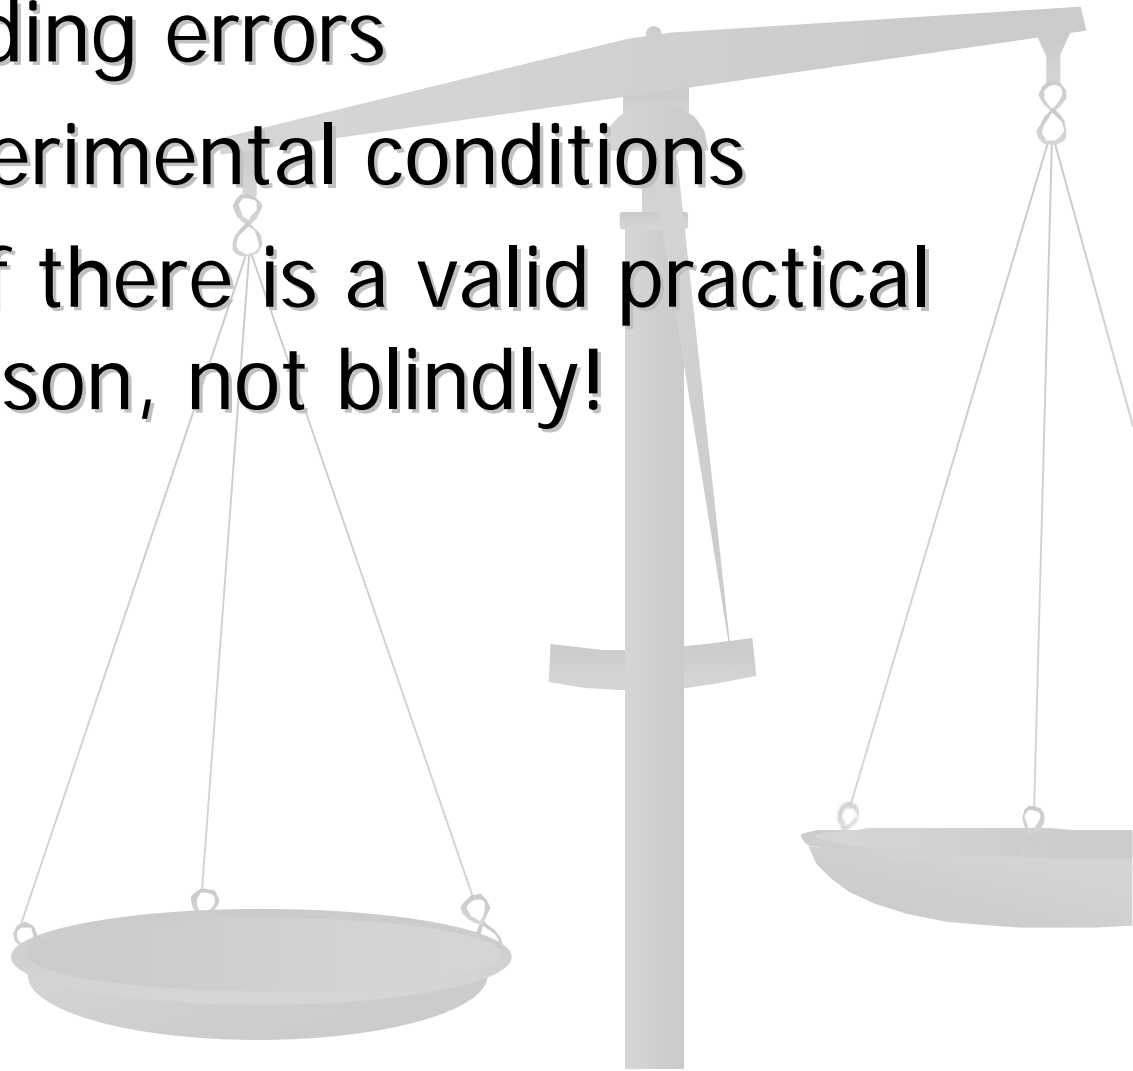 ding errors
erimental conditions
f there is a valid practical
son, not blindly!